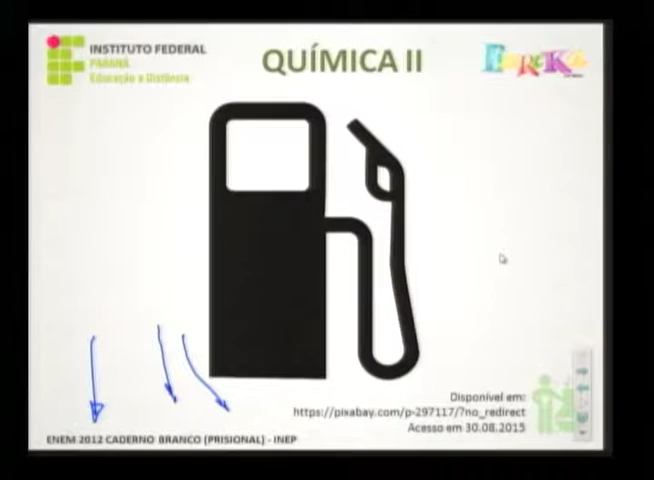 INSTITUTO FEDERAL
PARANÁ
Educação a Distância
QUÍMICA II
EUREKA
Disponível em:
https://pixabay.com/p-297117/?no_redirect
Acesso em 30.08.2015
ENEM 2012 CADERNO BRANCO (PRISIONAL) - INEP